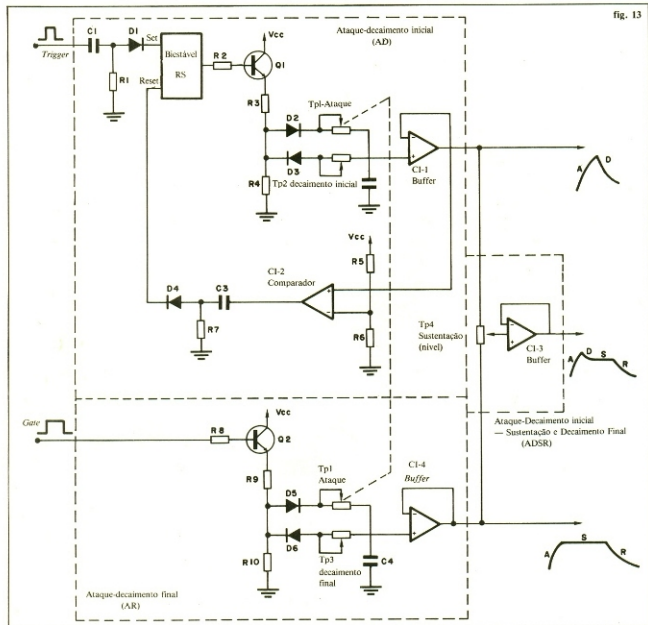 fig. 13
Ataque-decaimento inicial
(AD)
Vcc
C1
D1
Set
Biestável
RS
R2
Q1
Trigger
Reset
R1
R3
Tp1-Ataque
D2
D3
Tp2 decaimento inicial
R4
CI-1
Buffer
A
D
Vcc
R5
CI-2
Comparador
D4
C3
R7
R6
Tp4
Sustentação
(nivel)
CI-3
Buffer
A
D
S
R
Vcc
Gate
R8
Q2
Ataque-Decaimento inicial
— Sustentação e Decaimento Final
(ADSR)
R9
Tp1
Ataque
CI-4
Buffer
D5
D6
R10
Tp3
decaimento
final
C4
A
S
R
Ataque-decaimento final
(AR)